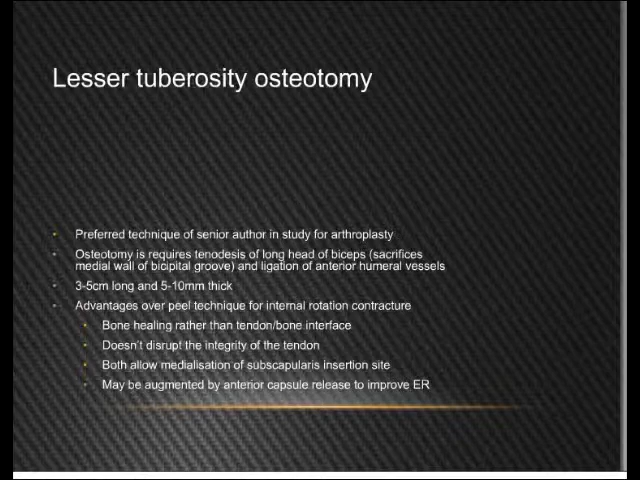 Lesser tuberosity osteotomy
• Preferred technique of senior author in study for arthroplasty
• Osteotomy is requires tenodesis of long head of biceps (sacrifices
medial wall of bicipital groove) and ligation of anterior humeral vessels
• 3-5cm long and 5-10mm thick
• Advantages over peel technique for internal rotation contracture
• Bone healing rather than tendon/bone interface
• Doesn't disrupt the integrity of the tendon
• Both allow medialisation of subscapularis insertion site
• May be augmented by anterior capsule release to improve ER